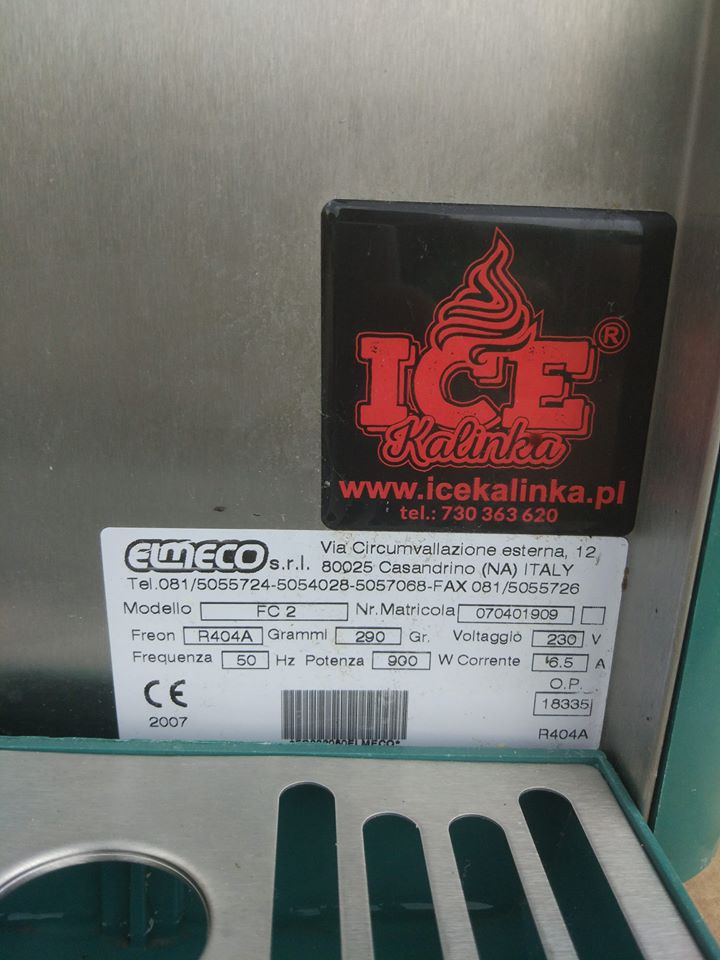 ICE®
Kalinka
www.icekalinka.pl
tel.: 730 363 620
ELMECO s.r.l. Via Circumvallazione esterna, 12
80025 Casandrino (NA) ITALY
Tel.081/5055724-5054028-5057068-FAX 081/5055726
Modello FC 2 Nr.Matricola 070401909
Freon R404A Grammi 290 Gr. Voltaggio 230 V
Frequenza 50 Hz Potenza 900 W Corrente 6.5 A
CE O.P.
2007 18335
R404A